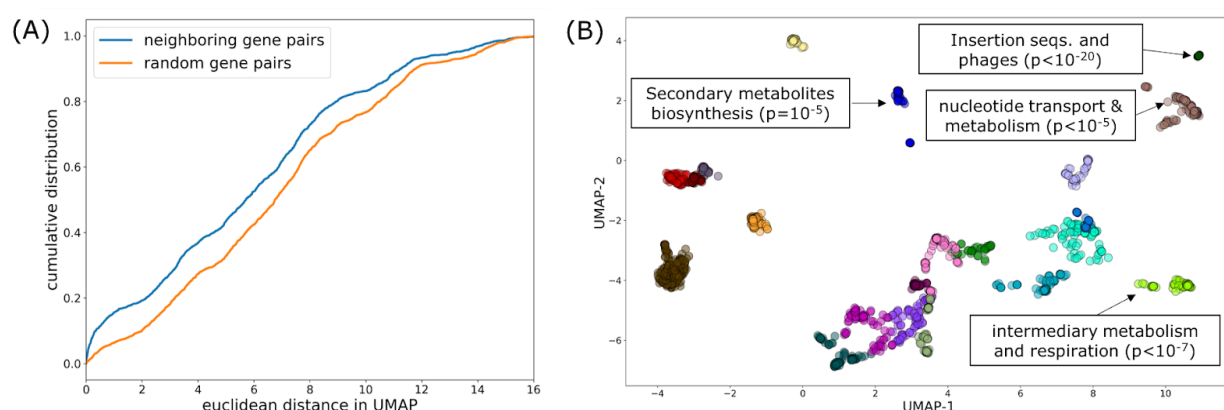 (A)
neighboring gene pairs
random gene pairs
cumulative distribution
1.0
0.8
0.6
0.4
0.2
0.0
0 2 4 6 8 10 12 14 16
euclidean distance in UMAP
(B)
Insertion seqs. and
phages (p<10⁻²⁰)
Secondary metabolites
biosynthesis (p=10⁻⁵)
nucleotide transport &
metabolism (p<10⁻⁵)
intermediary metabolism
and respiration (p<10⁻⁷)
UMAP-2
4
2
0
−2
−4
−6
−4 −2 0 2 4 6 8 10
UMAP-1